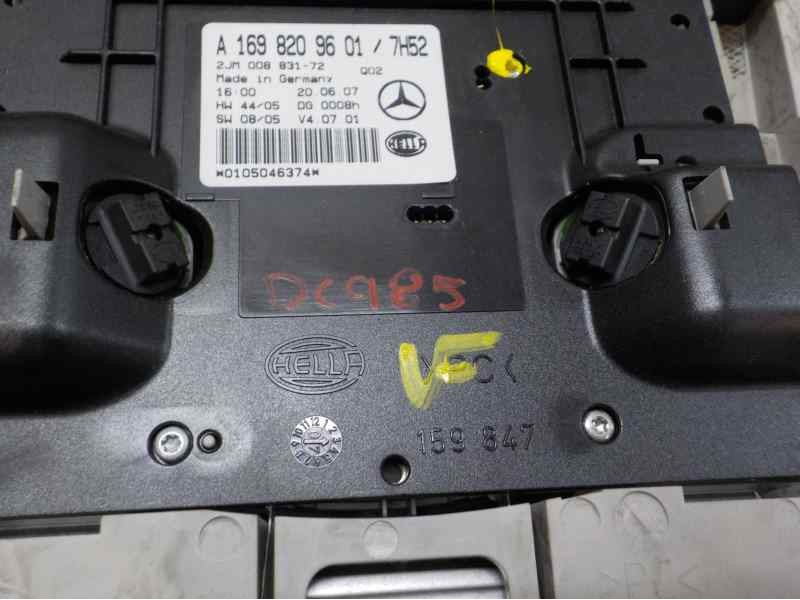 A 169 820 96 01 / 7H52
2JM 008 831-72 Q02
Made in Germany
16:00 20.06.07
HW 44/05 DG 0008h
SW 08/05 V4.07 01
HELLA
*0105046374*
DC985
HELLA
PC<
159 847